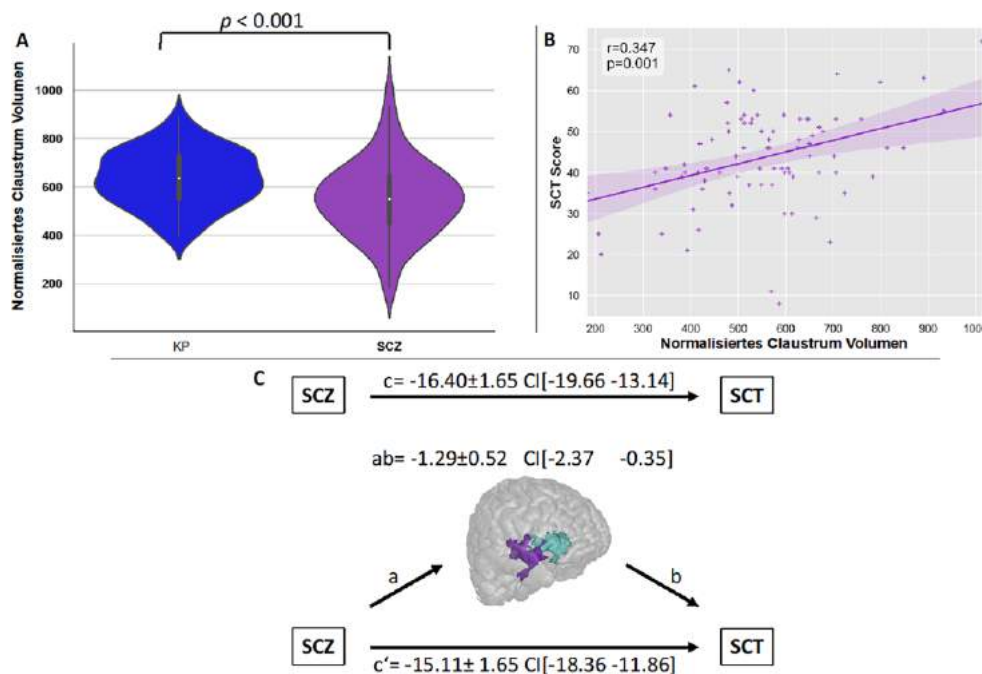 p < 0.001
A
B
Normalisiertes Claustrum Volumen
1000
800
600
400
200
KP
SCZ
r=0.347
p=0.001
SCT Score
70
60
50
40
30
20
10
200 300 400 500 600 700 800 900
Normalisiertes Claustrum Volumen
C
SCZ
c= -16.40±1.65 CI[-19.66 -13.14]
SCT
ab= -1.29±0.52 CI[-2.37 -0.35]
a
b
SCZ
SCT
c‘= -15.11± 1.65 CI[-18.36 -11.86]